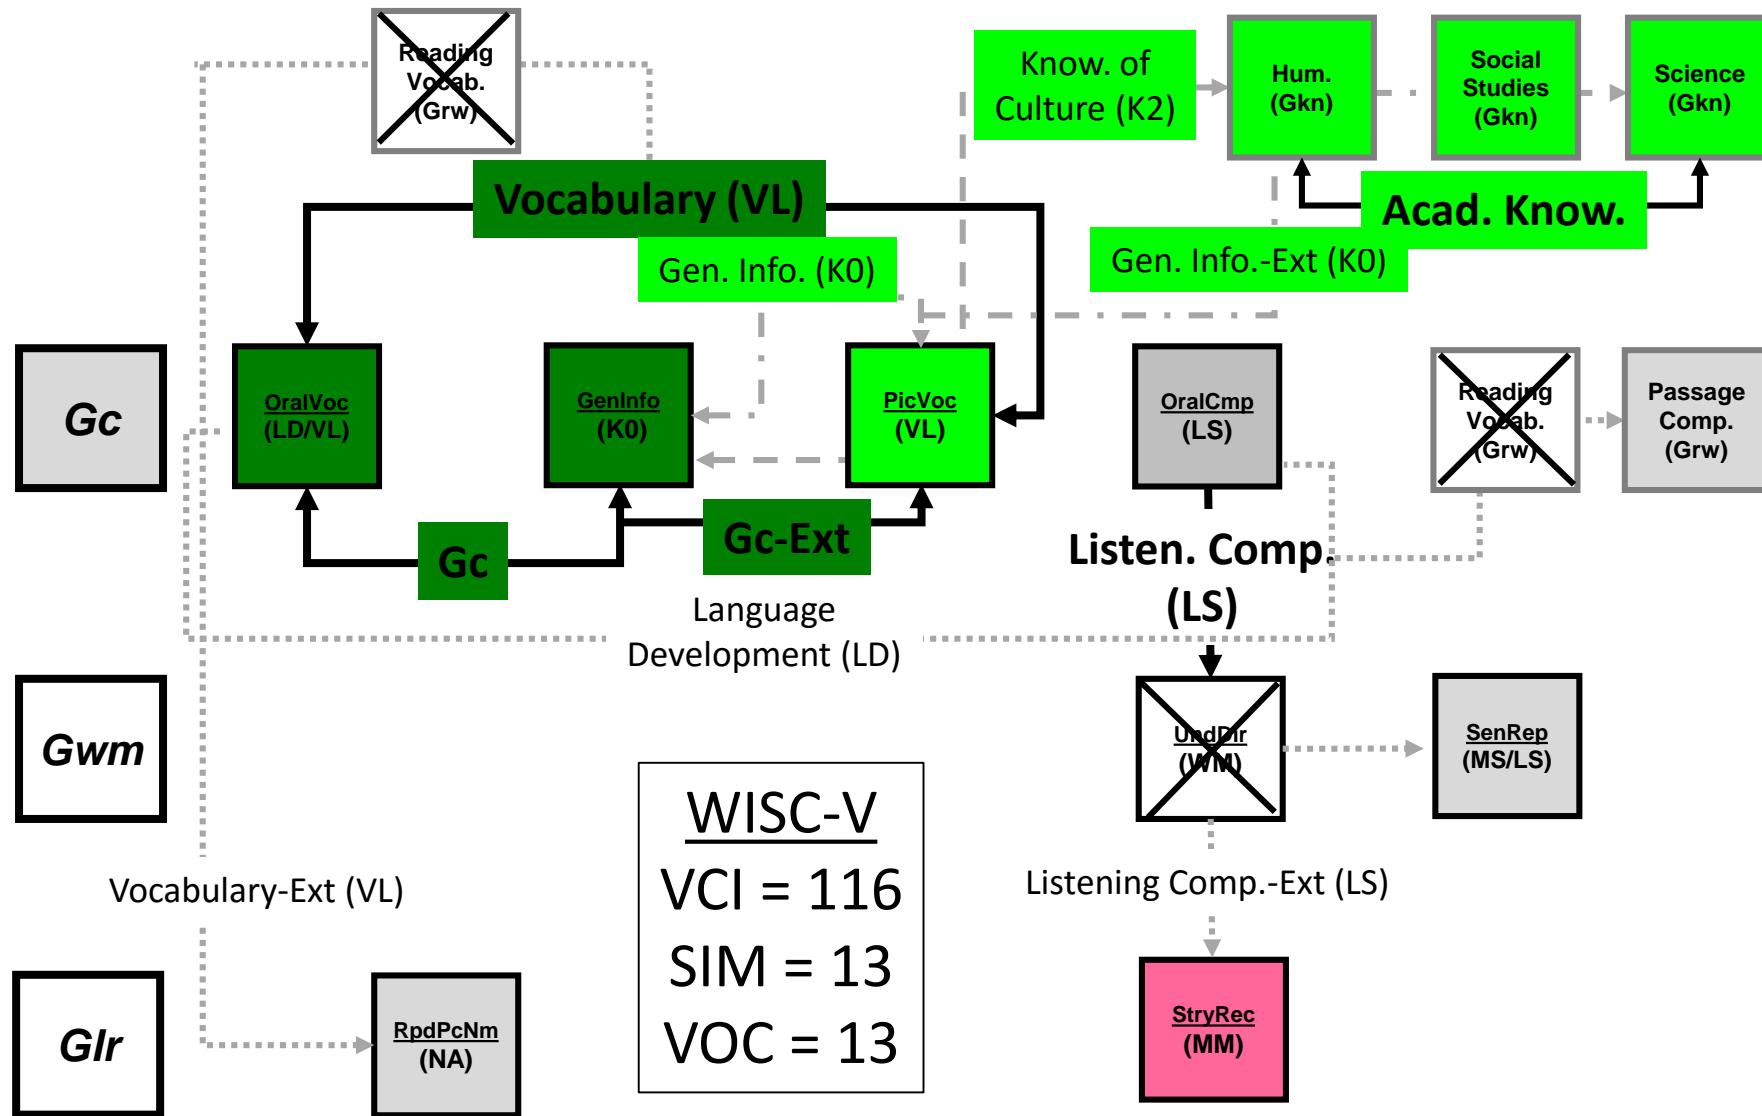 Reading
Vocab.
(Grw)
Know. of
Culture (K2)
Hum.
(Gkn)
Social
Studies
(Gkn)
Science
(Gkn)
Vocabulary (VL)
Acad. Know.
Gen. Info. (K0)
Gen. Info.-Ext (K0)
Gc
OralVoc
(LD/VL)
GenInfo
(K0)
PicVoc
(VL)
OralCmp
(LS)
Reading
Vocab.
(Grw)
Passage
Comp.
(Grw)
Gc
Gc-Ext
Listen. Comp.
(LS)
Language
Development (LD)
Gwm
UndDir
(WM)
SenRep
(MS/LS)
WISC-V
VCI = 116
SIM = 13
VOC = 13
Vocabulary-Ext (VL)
Listening Comp.-Ext (LS)
Glr
RpdPcNm
(NA)
StryRec
(MM)